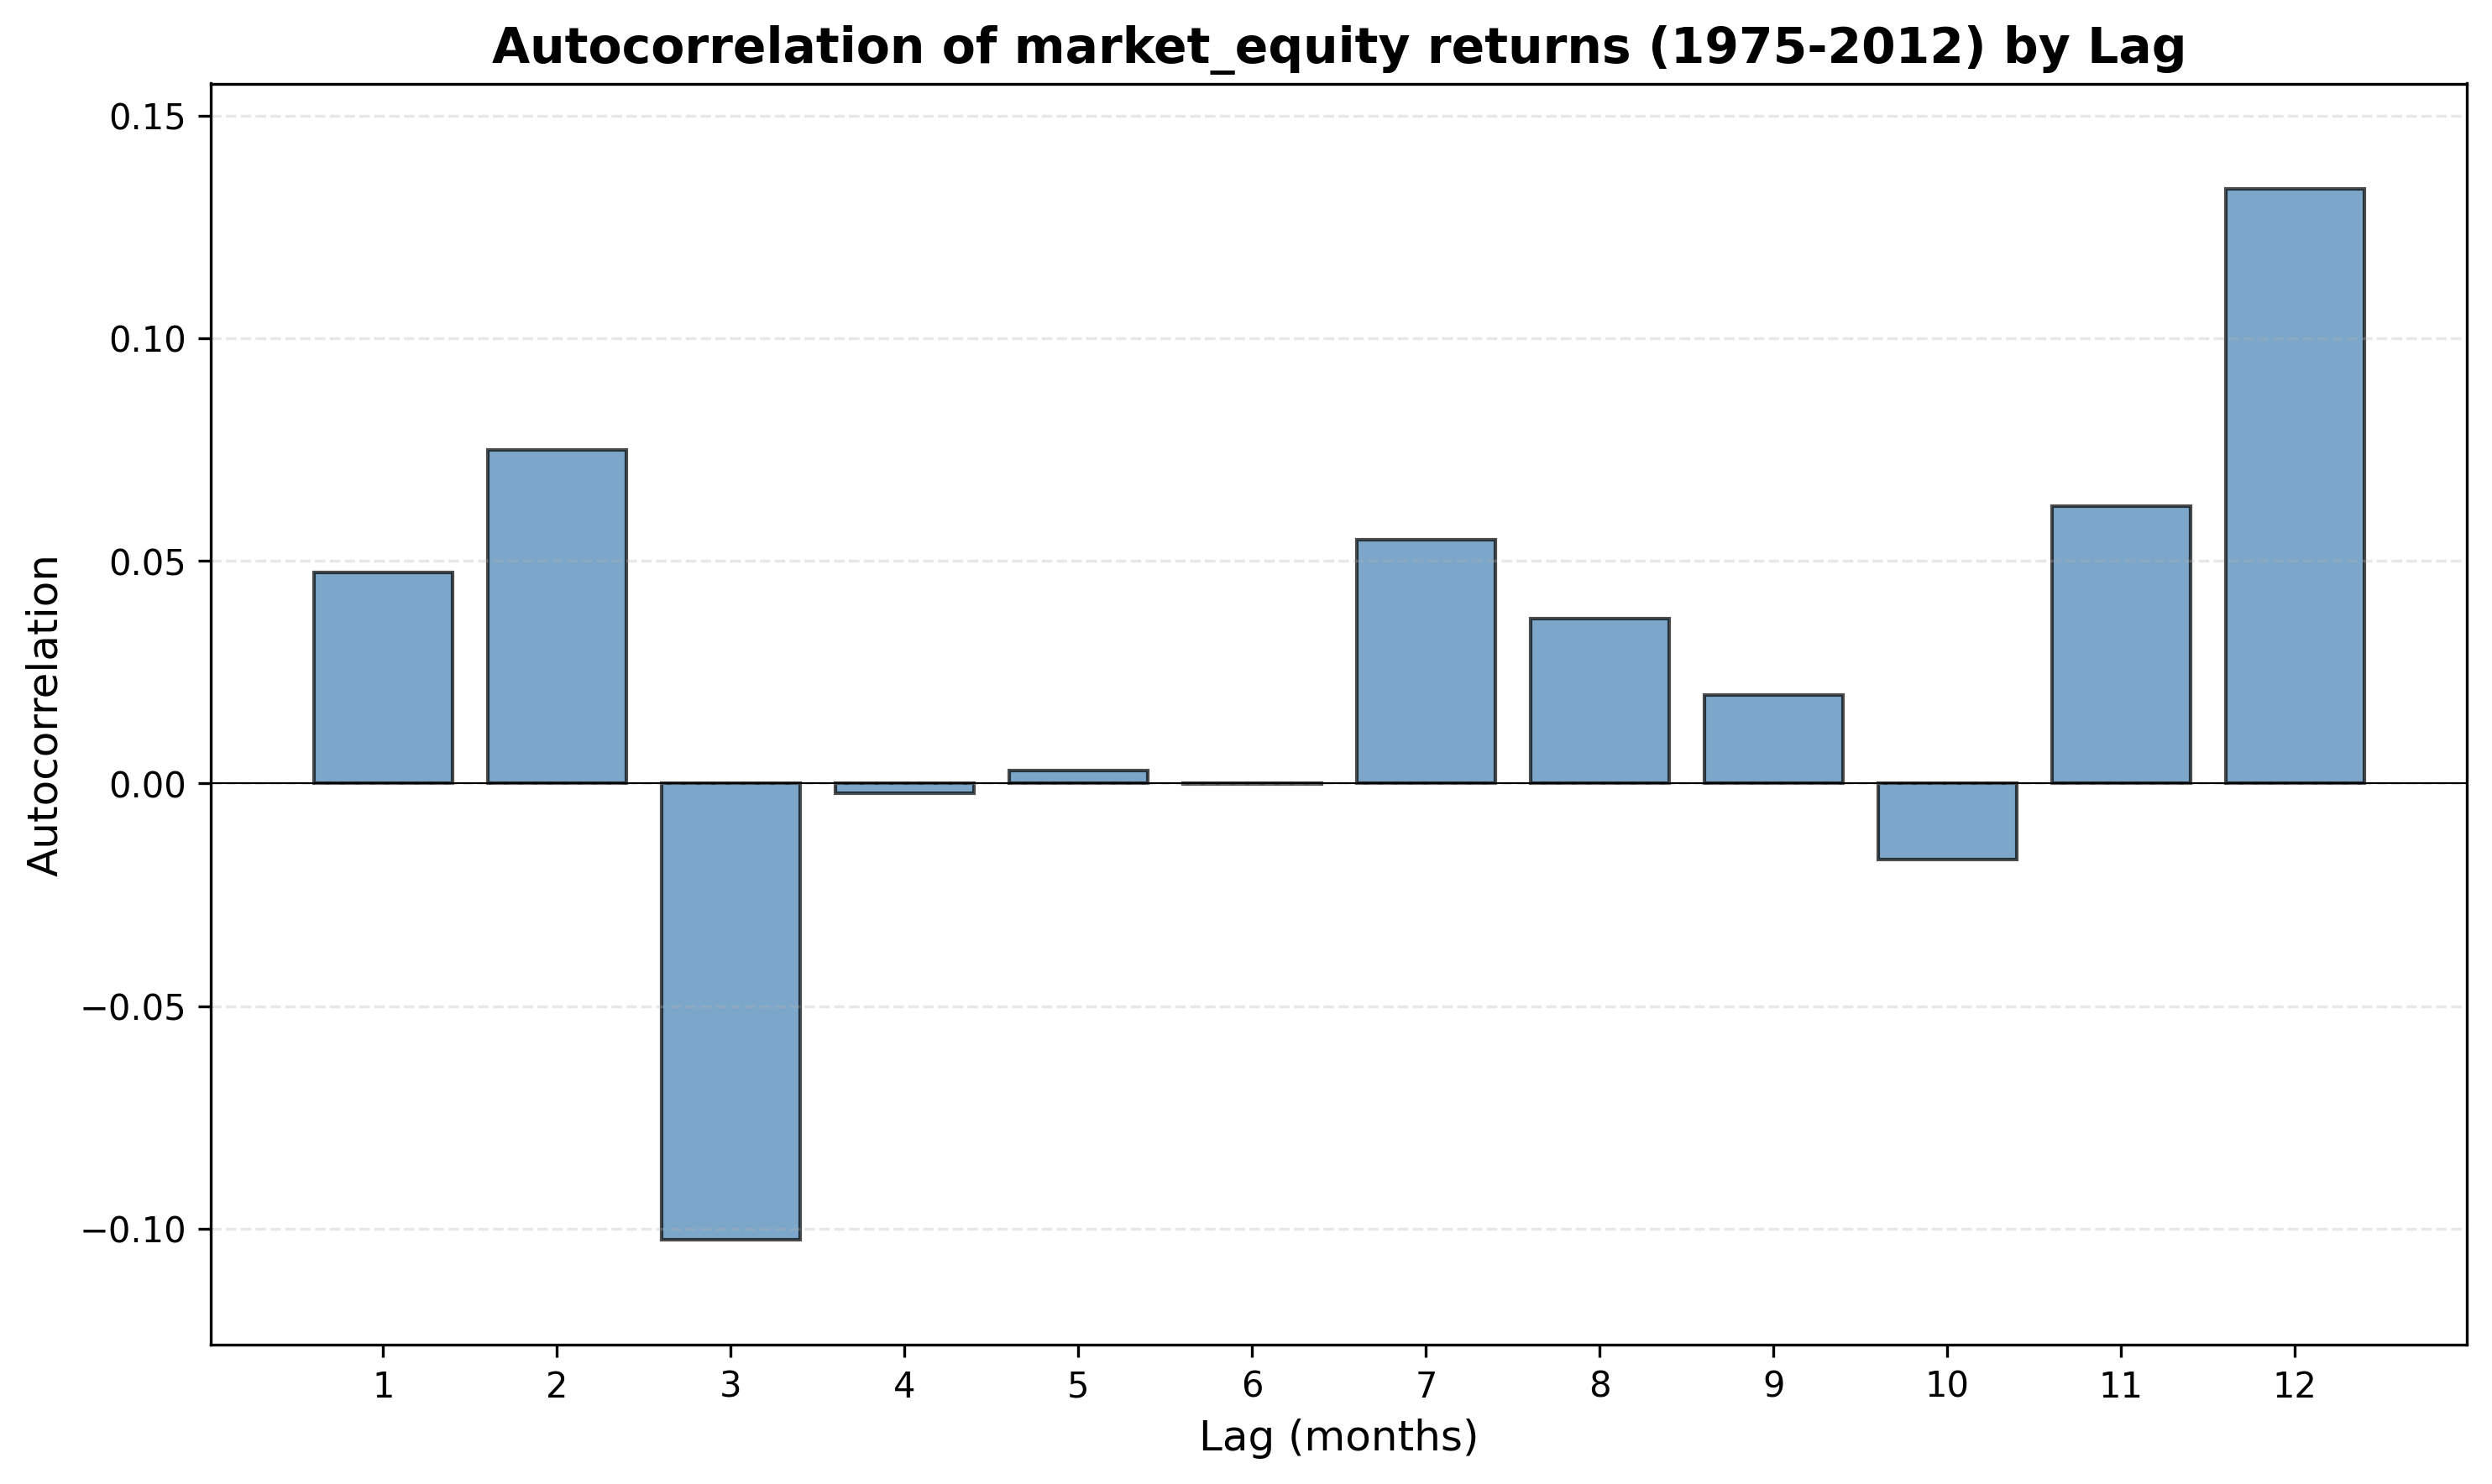 Autocorrelation of market_equity returns (1975-2012) by Lag
0.15
0.10
0.05
0.00
−0.05
−0.10
Autocorrelation
1 2 3 4 5 6 7 8 9 10 11 12
Lag (months)